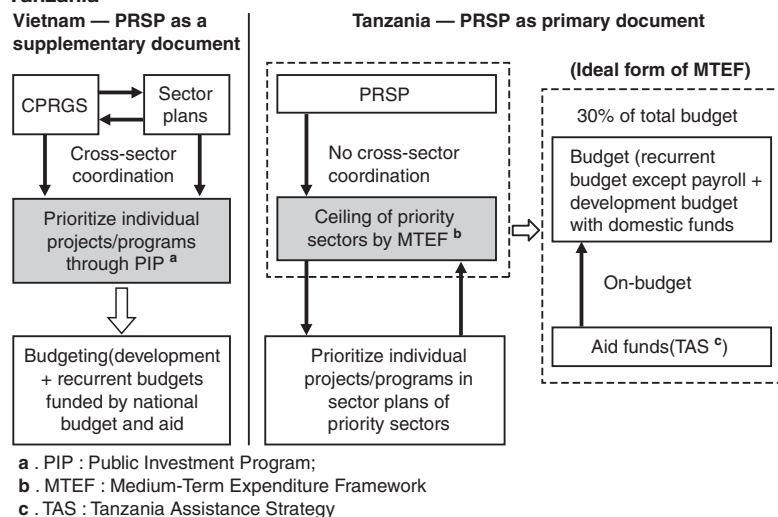 Tanzania
Vietnam — PRSP as a
supplementary document
CPRGS
Sector
plans
Cross-sector
coordination
Prioritize individual
projects/programs
through PIP a
Budgeting(development
+ recurrent budgets
funded by national
budget and aid
Tanzania — PRSP as primary document
PRSP
No cross-sector
coordination
Ceiling of priority
sectors by MTEF b
Prioritize individual
projects/programs in
sector plans of
priority sectors
(Ideal form of MTEF)
30% of total budget
Budget (recurrent
budget except payroll +
development budget
with domestic funds
On-budget
Aid funds(TAS c)
a . PIP : Public Investment Program;
b . MTEF : Medium-Term Expenditure Framework
c . TAS : Tanzania Assistance Strategy